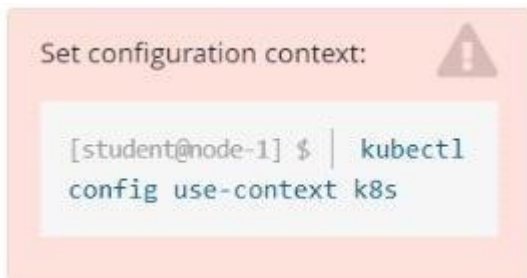 Set configuration context:
[student@node-1] $ | kubectl
config use-context k8s